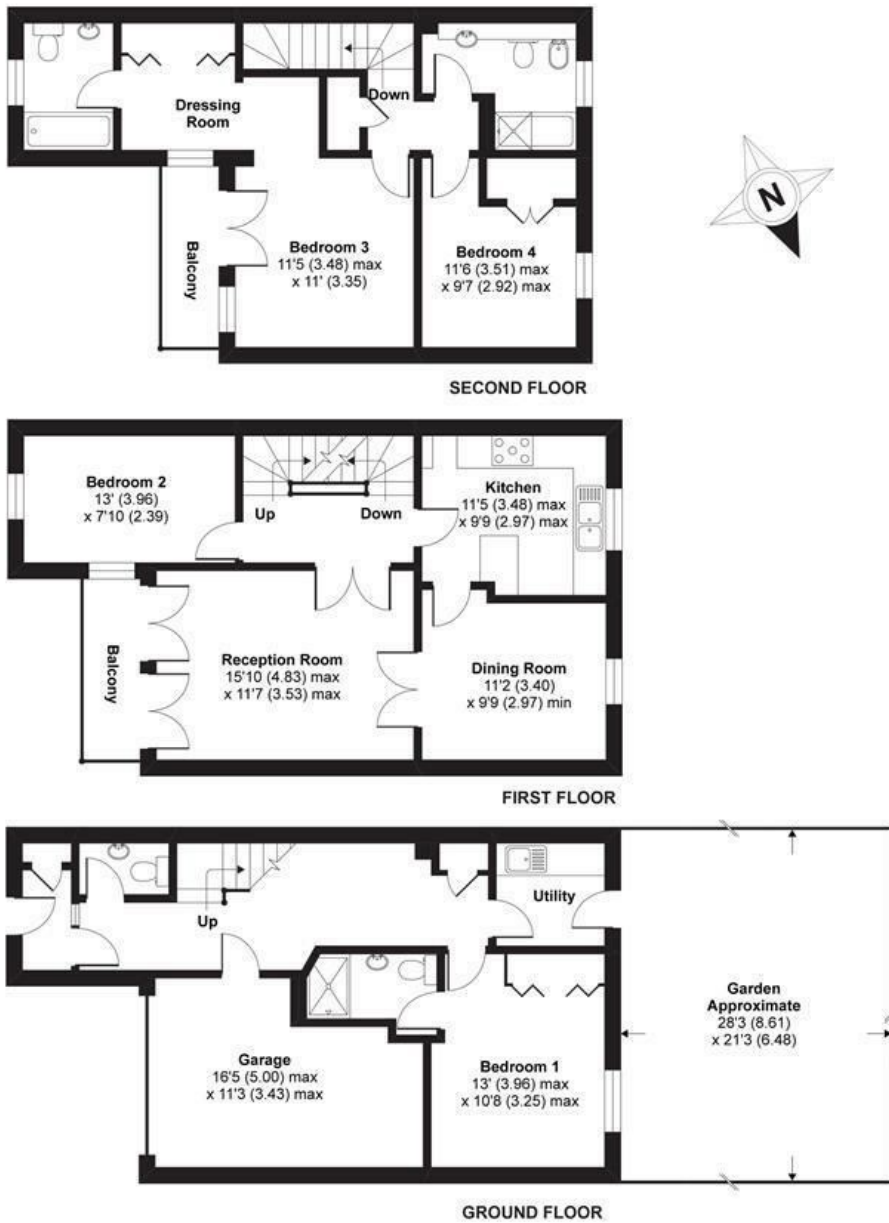 Dressing
Room
Down
N
Balcony
Bedroom 3
11'5 (3.48) max
x 11' (3.35)
Bedroom 4
11'6 (3.51) max
x 9'7 (2.92) max
SECOND FLOOR
Bedroom 2
13' (3.96)
x 7'10 (2.39)
Up
Down
Kitchen
11'5 (3.48) max
x 9'9 (2.97) max
Balcony
Reception Room
15'10 (4.83) max
x 11'7 (3.53) max
Dining Room
11'2 (3.40)
x 9'9 (2.97) min
FIRST FLOOR
Up
Utility
Garage
16'5 (5.00) max
x 11'3 (3.43) max
Bedroom 1
13' (3.96) max
x 10'8 (3.25) max
Garden
Approximate
28'3 (8.61)
x 21'3 (6.48)
GROUND FLOOR